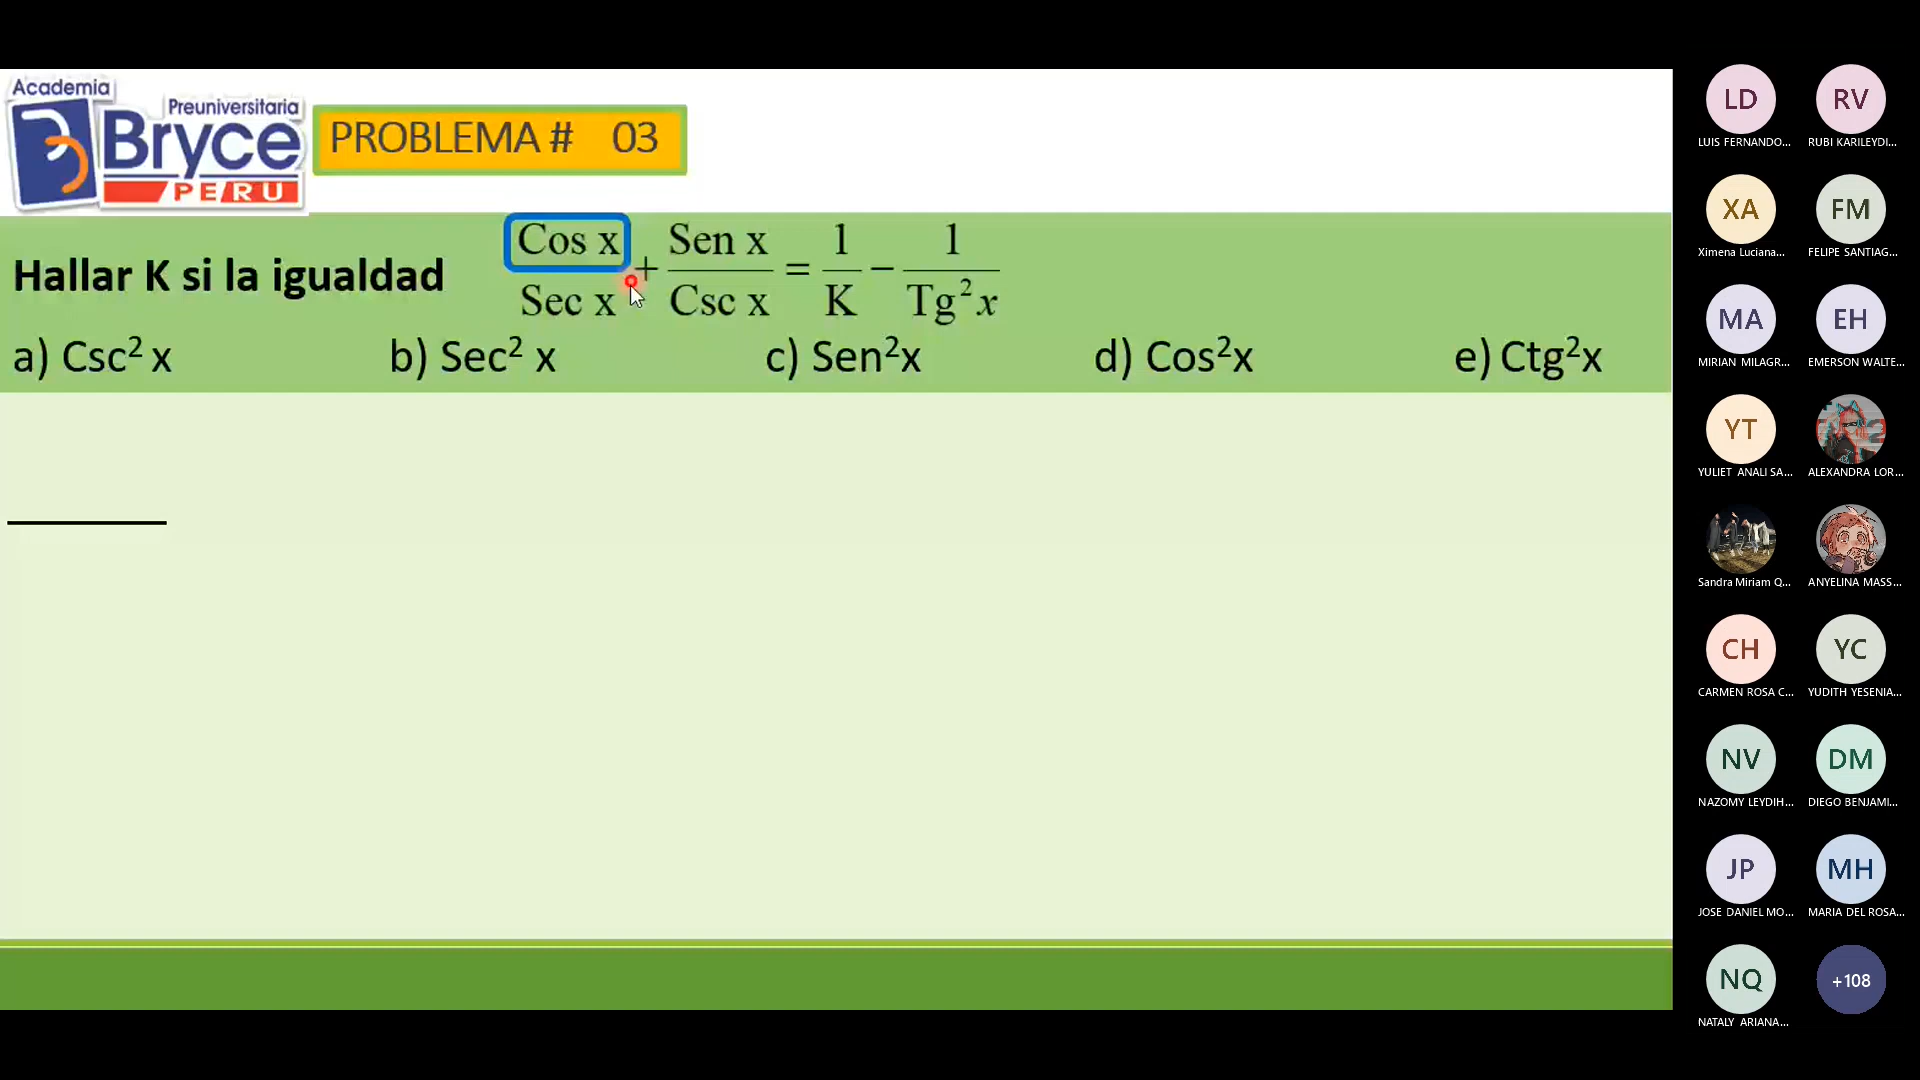 Academia
Preuniversitaria
Bryce
PERU
PROBLEMA # 03
Hallar K si la igualdad Cos x / Sec x + Sen x / Csc x = 1 / K − 1 / Tg² x
a) Csc² x b) Sec² x c) Sen²x d) Cos²x e) Ctg²x
LD RV
LUIS FERNANDO... RUBI KARILEYDI...
XA FM
Ximena Luciana... FELIPE SANTIAG...
MA EH
MIRIAN MILAGR... EMERSON WALTE...
YT
YULIET ANALI SA... ALEXANDRA LOR...
Sandra Miriam Q... ANYELINA MASS...
CH YC
CARMEN ROSA C... YUDITH YESENIA...
NV DM
NAZOMY LEYDIH... DIEGO BENJAMI...
JP MH
JOSE DANIEL MO... MARIA DEL ROSA...
NQ +108
NATALY ARIANA...